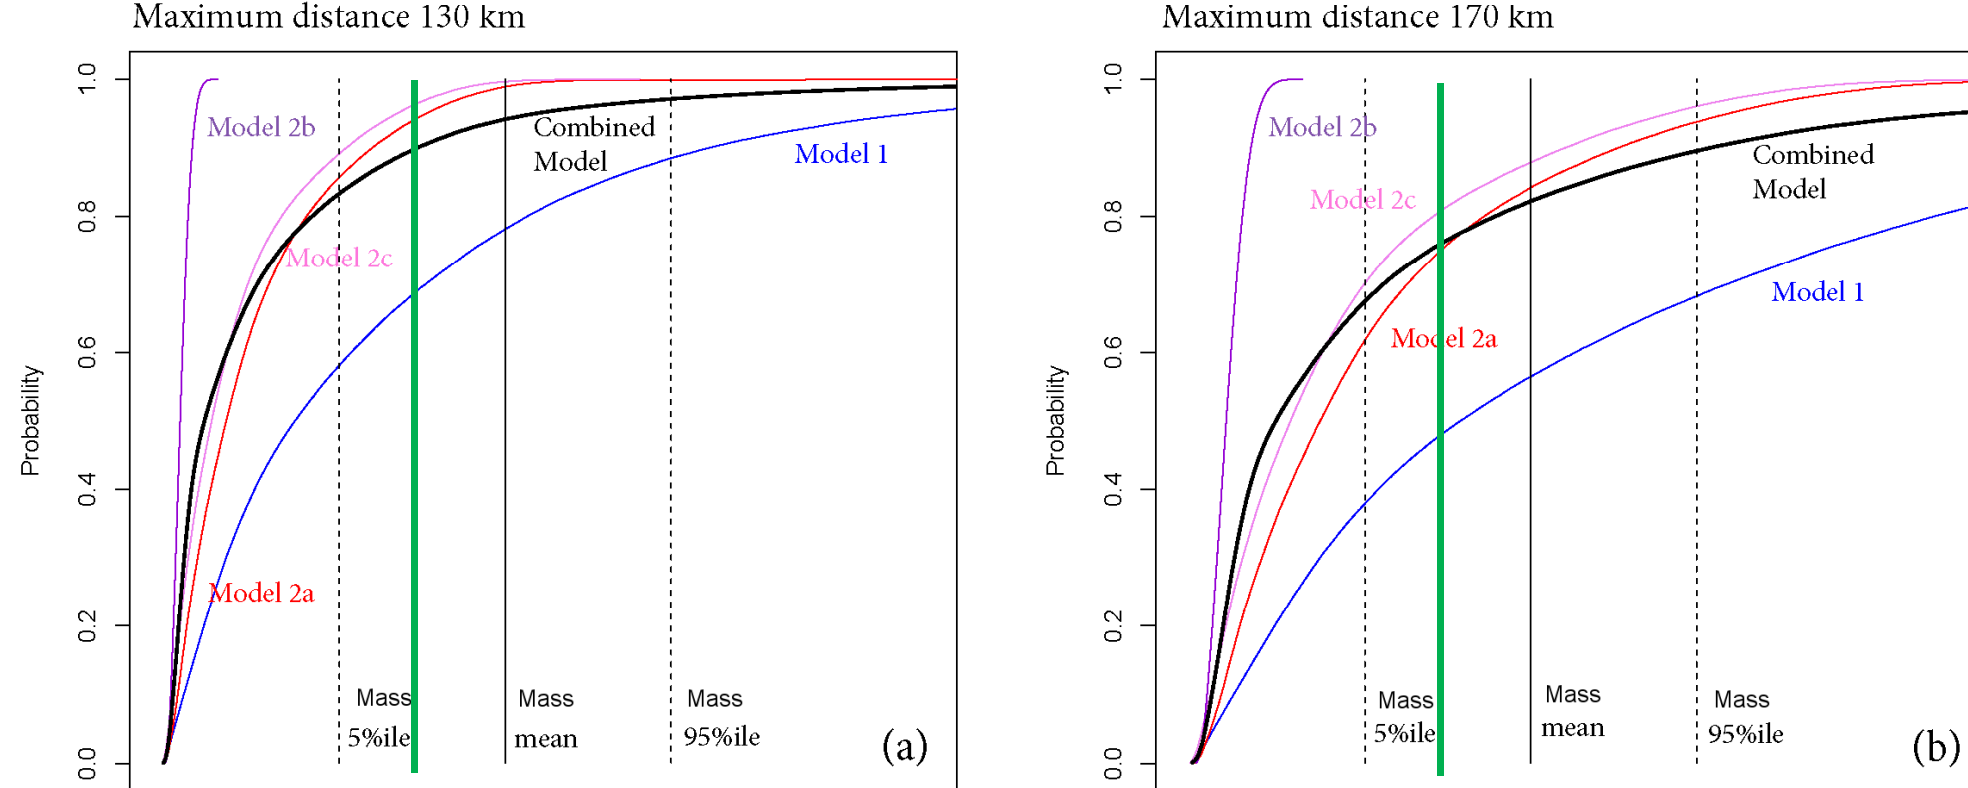 Maximum distance 130 km
Probability
1.0
0.8
0.6
0.4
0.2
0.0
Model 2b
Combined
Model
Model 1
Model 2c
Model 2a
Mass
5%ile
Mass
mean
Mass
95%ile
(a)
Maximum distance 170 km
Probability
1.0
0.8
0.6
0.4
0.2
0.0
Model 2b
Combined
Model
Model 2c
Model 1
Model 2a
Mass
5%ile
Mass
mean
Mass
95%ile
(b)